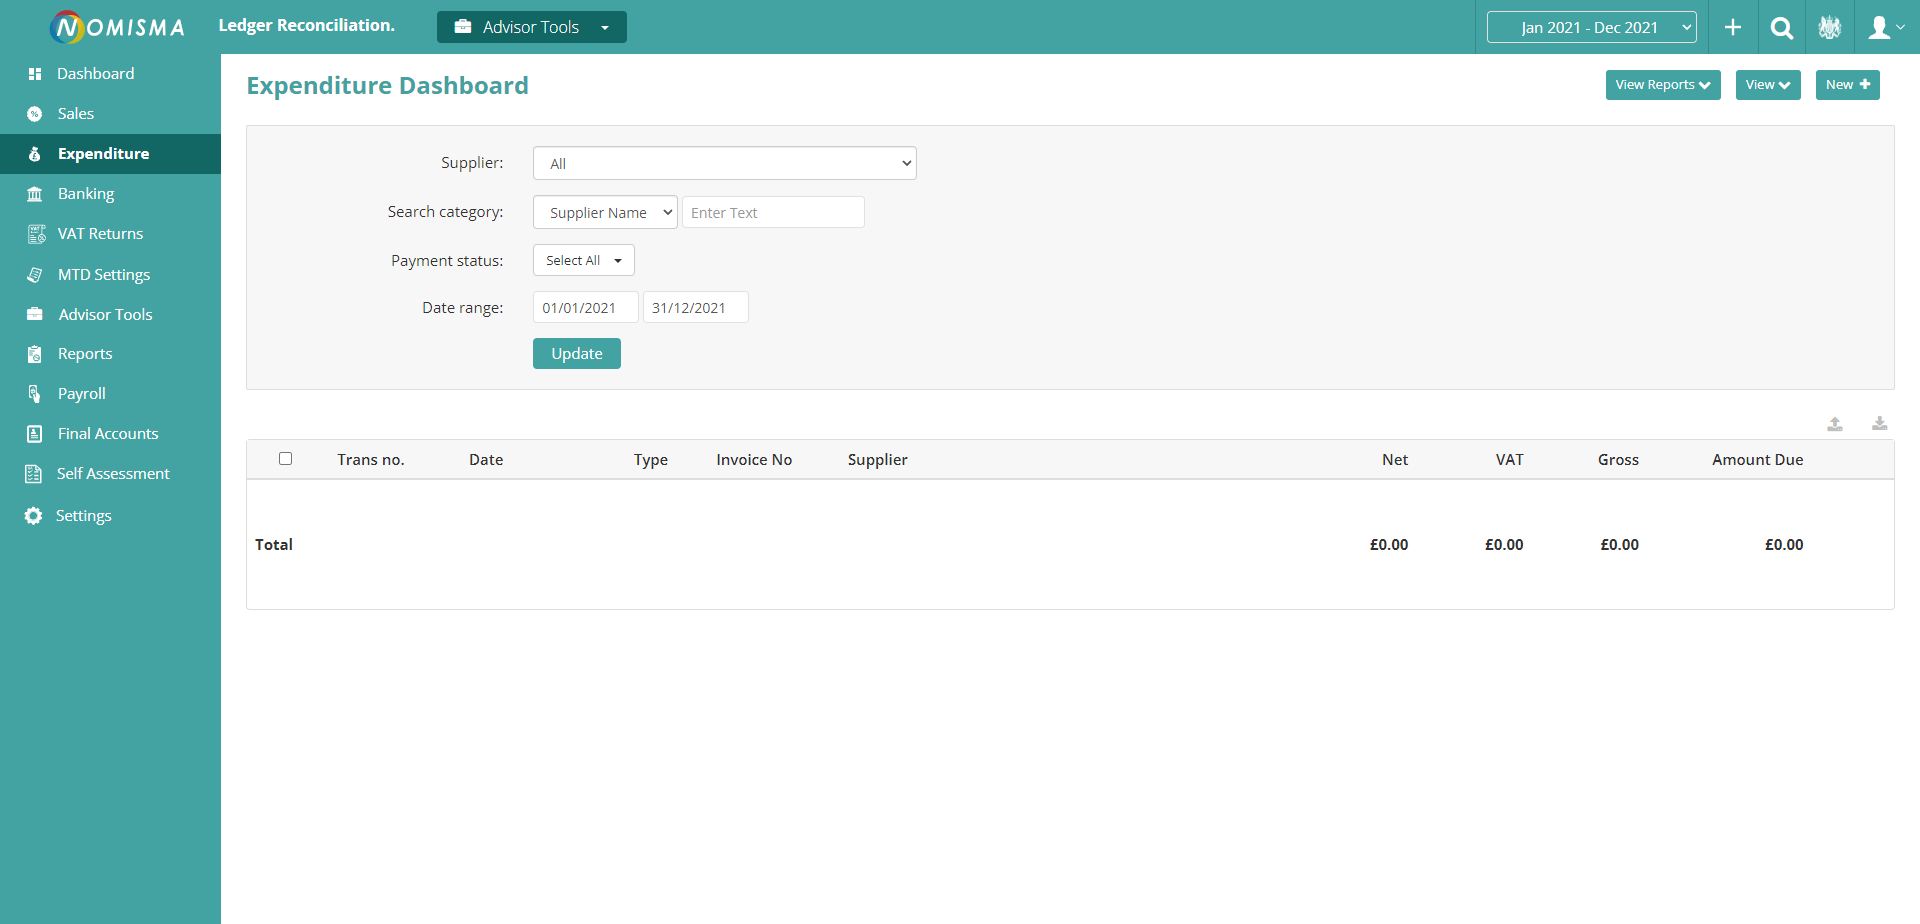 NOMISMA
Ledger Reconciliation.
Advisor Tools
Jan 2021 - Dec 2021
Dashboard
Sales
Expenditure
Banking
VAT Returns
MTD Settings
Advisor Tools
Reports
Payroll
Final Accounts
Self Assessment
Settings
Expenditure Dashboard
View Reports
View
New
Supplier: All
Search category: Supplier Name Enter Text
Payment status: Select All
Date range: 01/01/2021 31/12/2021
Update
Trans no. Date Type Invoice No Supplier Net VAT Gross Amount Due
Total £0.00 £0.00 £0.00 £0.00